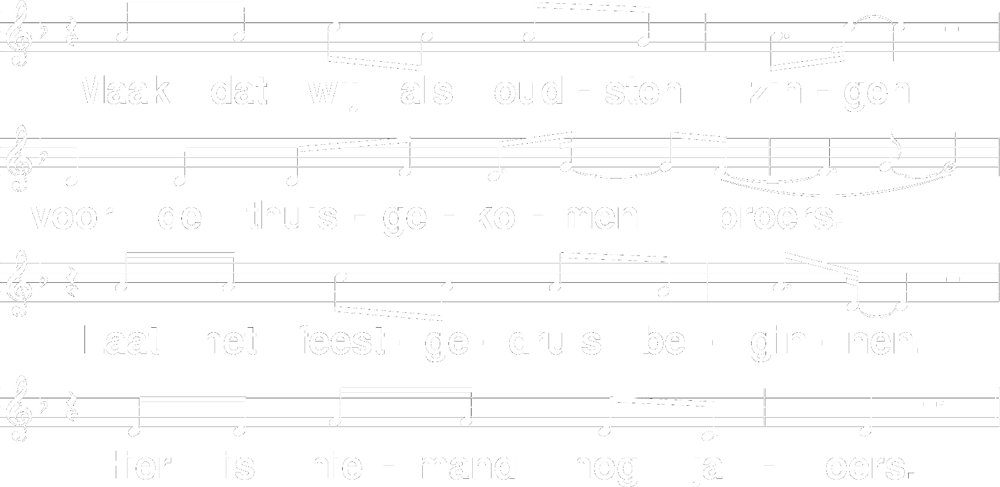 Maak dat wij als oud - sten zin - gen
voor de thuis - ge - ko - men broers.
Laat het feest - ge - druis be - gin - nen.
Hier is nie - mand nog ja - oers.